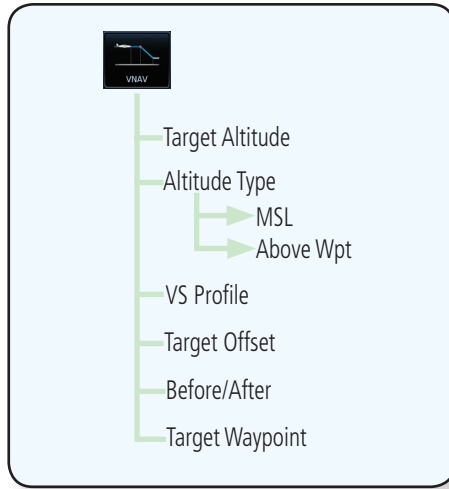 VNAV
Target Altitude
Altitude Type
MSL
Above Wpt
VS Profile
Target Offset
Before/After
Target Waypoint